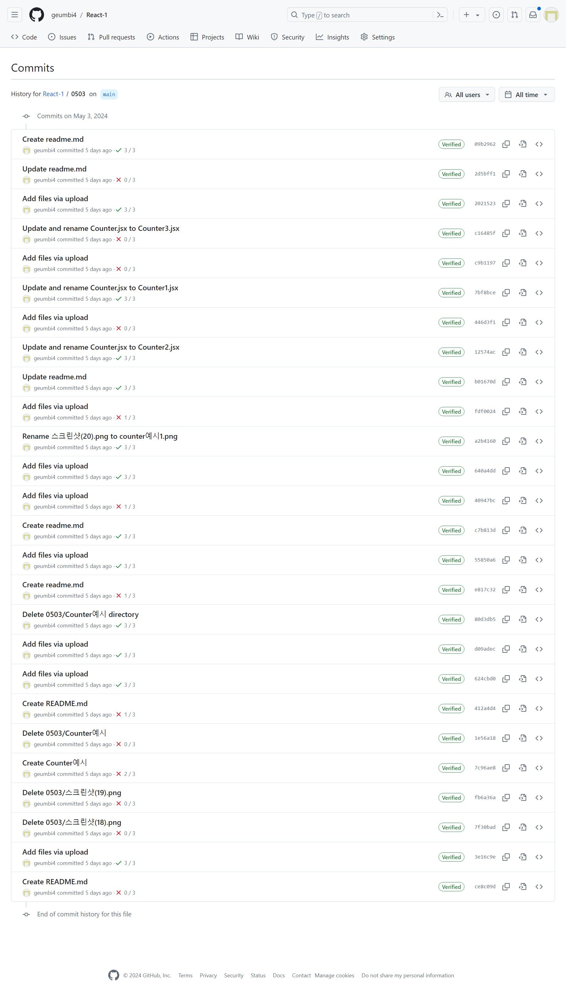 geumbi4 / React-1
Type / to search
Code Issues Pull requests Actions Projects Wiki Security Insights Settings
Commits
History for React-1 / 0503 on main
All users All time
Commits on May 3, 2024
Create readme.md
geumbi4 committed 5 days ago · 3 / 3
Verified 09b2962
Update readme.md
geumbi4 committed 5 days ago · 0 / 3
Verified 2d5bff1
Add files via upload
geumbi4 committed 5 days ago · 3 / 3
Verified 2021523
Update and rename Counter.jsx to Counter3.jsx
geumbi4 committed 5 days ago · 0 / 3
Verified c16485f
Add files via upload
geumbi4 committed 5 days ago · 0 / 3
Verified c9b1197
Update and rename Counter.jsx to Counter1.jsx
geumbi4 committed 5 days ago · 3 / 3
Verified 7bf8bce
Add files via upload
geumbi4 committed 5 days ago · 0 / 3
Verified 446d3f1
Update and rename Counter.jsx to Counter2.jsx
geumbi4 committed 5 days ago · 3 / 3
Verified 12574ac
Update readme.md
geumbi4 committed 5 days ago · 3 / 3
Verified b01670d
Add files via upload
geumbi4 committed 5 days ago · 1 / 3
Verified fdf0024
Rename 스크린샷(20).png to counter예시1.png
geumbi4 committed 5 days ago · 3 / 3
Verified a2b4160
Add files via upload
geumbi4 committed 5 days ago · 3 / 3
Verified 640a4dd
Add files via upload
geumbi4 committed 5 days ago · 1 / 3
Verified 40947bc
Create readme.md
geumbi4 committed 5 days ago · 3 / 3
Verified c7b813d
Add files via upload
geumbi4 committed 5 days ago · 3 / 3
Verified 55850a6
Create readme.md
geumbi4 committed 5 days ago · 1 / 3
Verified e817c32
Delete 0503/Counter예시 directory
geumbi4 committed 5 days ago · 3 / 3
Verified 80d3db5
Add files via upload
geumbi4 committed 5 days ago · 3 / 3
Verified d09adec
Add files via upload
geumbi4 committed 5 days ago · 3 / 3
Verified 624cbd0
Create README.md
geumbi4 committed 5 days ago · 1 / 3
Verified 412a4d4
Delete 0503/Counter예시
geumbi4 committed 5 days ago · 0 / 3
Verified 1e56a18
Create Counter예시
geumbi4 committed 5 days ago · 2 / 3
Verified 7c96ae8
Delete 0503/스크린샷(19).png
geumbi4 committed 5 days ago · 0 / 3
Verified fb6a36a
Delete 0503/스크린샷(18).png
geumbi4 committed 5 days ago · 0 / 3
Verified 7f30bad
Add files via upload
geumbi4 committed 5 days ago · 3 / 3
Verified 3e16c9e
Create README.md
geumbi4 committed 5 days ago · 0 / 3
Verified ce8c09d
End of commit history for this file
© 2024 GitHub, Inc. Terms Privacy Security Status Docs Contact Manage cookies Do not share my personal information